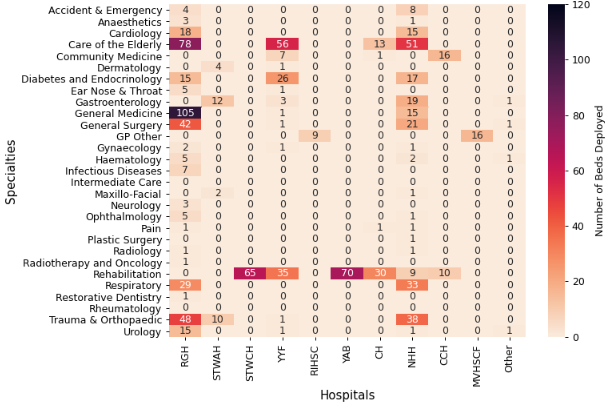 Accident & Emergency 4 0 0 0 0 0 0 8 0 0 0
Anaesthetics 3 0 0 0 0 0 0 1 0 0 0
Cardiology 18 0 0 0 0 0 0 15 0 0 0
Care of the Elderly 78 0 0 56 0 0 13 51 0 0 0
Community Medicine 0 0 0 7 0 0 1 0 16 0 0
Dermatology 0 4 0 1 0 0 0 0 0 0 0
Diabetes and Endocrinology 15 0 0 26 0 0 0 17 0 0 0
Ear Nose & Throat 5 0 0 1 0 0 0 0 0 0 0
Gastroenterology 0 12 0 3 0 0 0 19 0 0 1
General Medicine 105 0 0 1 0 0 0 15 0 0 0
General Surgery 42 0 0 1 0 0 0 21 0 0 1
GP Other 0 0 0 0 9 0 0 0 0 16 0
Gynaecology 2 0 0 1 0 0 0 1 0 0 0
Haematology 5 0 0 0 0 0 0 2 0 0 1
Infectious Diseases 7 0 0 0 0 0 0 0 0 0 0
Intermediate Care 0 0 0 0 0 0 0 0 0 0 0
Maxillo-Facial 0 2 0 0 0 0 0 1 0 0 0
Neurology 3 0 0 0 0 0 0 0 0 0 0
Ophthalmology 5 0 0 0 0 0 0 1 0 0 0
Pain 1 0 0 0 0 0 1 1 0 0 0
Plastic Surgery 0 0 0 0 0 0 0 1 0 0 0
Radiology 1 0 0 0 0 0 0 1 0 0 0
Radiotherapy and Oncology 1 0 0 0 0 0 0 0 0 0 0
Rehabilitation 0 0 65 35 0 70 30 9 10 0 0
Respiratory 29 0 0 0 0 0 0 33 0 0 0
Restorative Dentistry 1 0 0 0 0 0 0 0 0 0 0
Rheumatology 0 0 0 0 0 0 0 0 0 0 0
Trauma & Orthopaedic 48 10 0 1 0 0 0 38 0 0 0
Urology 15 0 0 1 0 0 0 1 0 0 1
RGH STWAH STWCH YYF RIHSC YAB CH NHH CCH MVHSCF Other
Hospitals
Specialties
120
100
80
60
40
20
0
Number of Beds Deployed